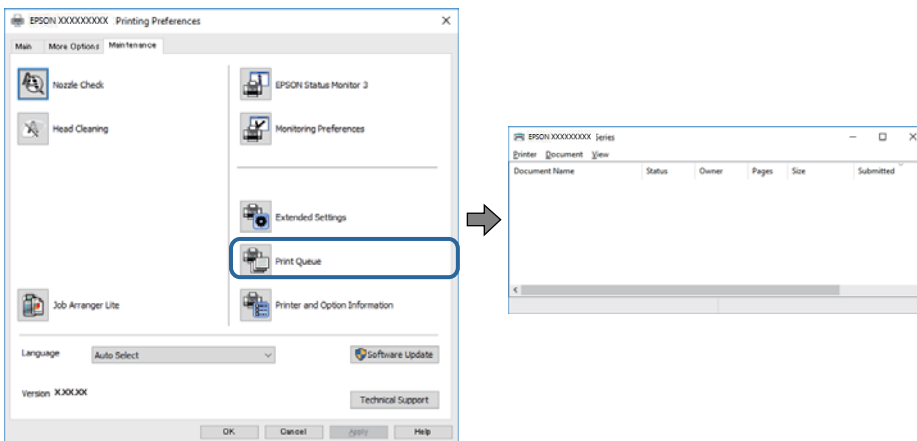 EPSON XXXXXXXXX Printing Preferences
Main More Options Maintenance
Nozzle Check
EPSON Status Monitor 3
Head Cleaning
Monitoring Preferences
Extended Settings
Print Queue
Job Arranger Lite
Printer and Option Information
Language Auto Select
Software Update
Version X.XX.XX
Technical Support
OK Cancel Apply Help
EPSON XXXXXXXXX Series
Printer Document View
Document Name Status Owner Pages Size Submitted